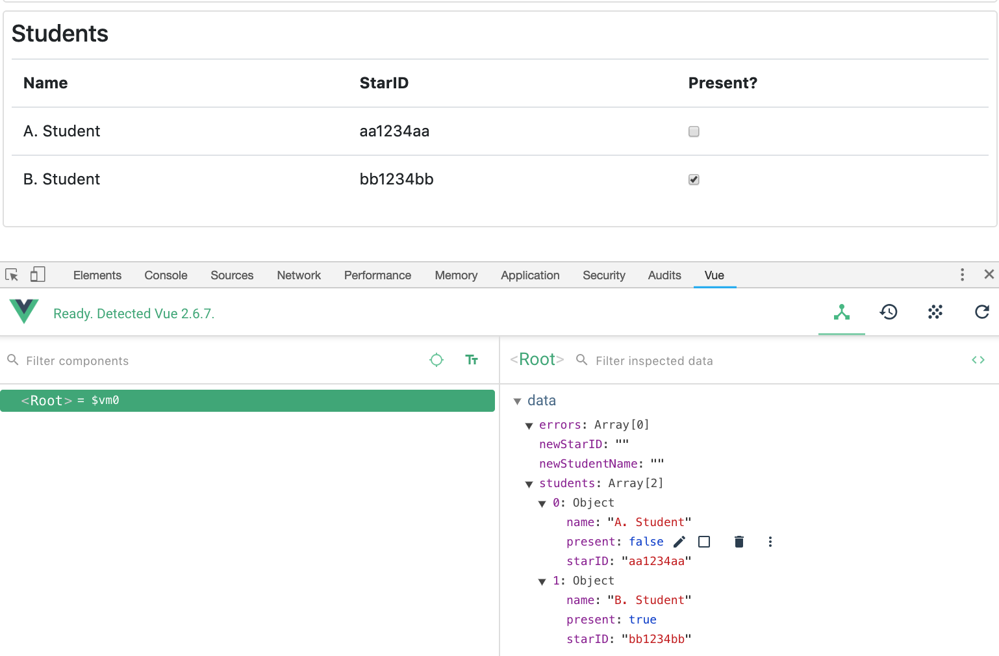 Students
Name StarID Present?
A. Student aa1234aa
B. Student bb1234bb
Elements Console Sources Network Performance Memory Application Security Audits Vue
Ready. Detected Vue 2.6.7.
Filter components
<Root> Filter inspected data
<Root> = $vm0
data
errors: Array[0]
newStarID: ""
newStudentName: ""
students: Array[2]
0: Object
name: "A. Student"
present: false
starID: "aa1234aa"
1: Object
name: "B. Student"
present: true
starID: "bb1234bb"